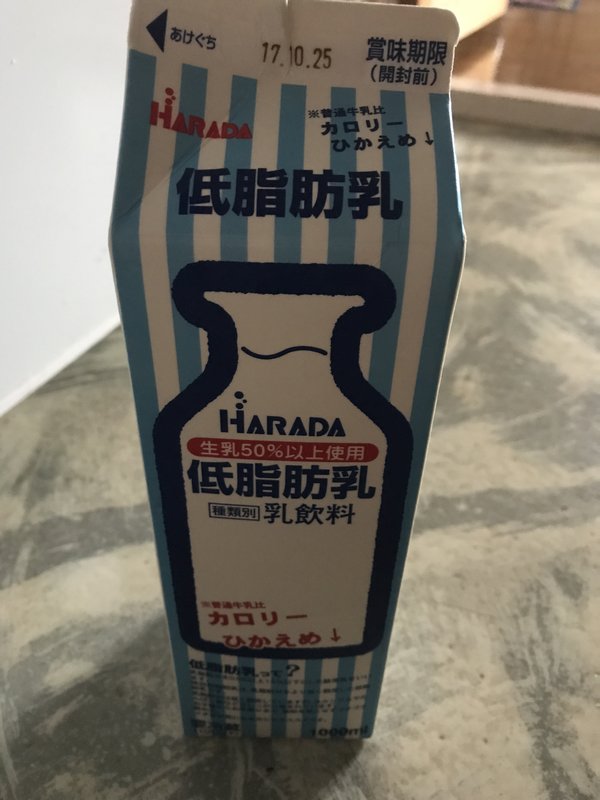 あけぐち
17.10.25
賞味期限
(開封前)
HARADA
※普通牛乳比
カロリー
ひかえめ↓
低脂肪乳
HARADA
生乳50%以上使用
低脂肪乳
種類別 乳飲料
※普通牛乳比
カロリー
ひかえめ↓
低脂肪乳って?
1000ml